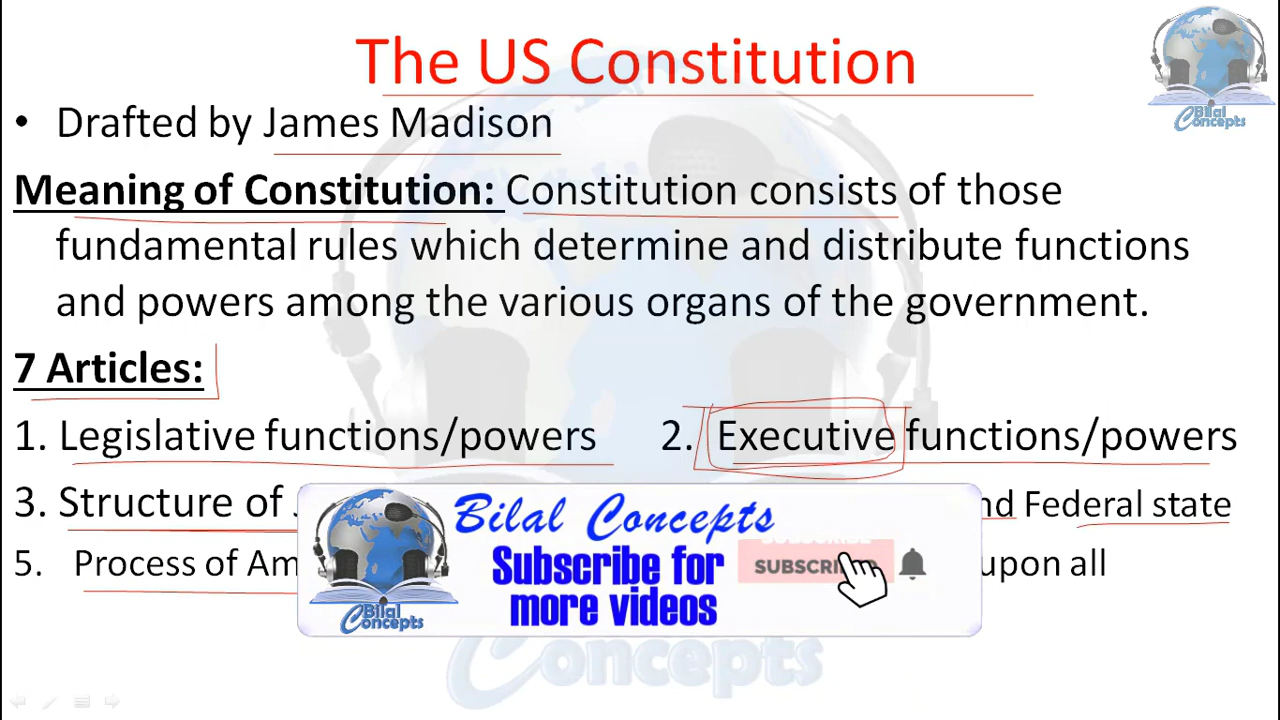 The US Constitution
Bilal
Concepts
• Drafted by James Madison
Meaning of Constitution: Constitution consists of those
fundamental rules which determine and distribute functions
and powers among the various organs of the government.
7 Articles:
1. Legislative functions/powers 2. Executive functions/powers
3. Structure of Federal state
5. Process of upon all
Bilal Concepts
Subscribe for
more videos
SUBSCRIBE
Bilal
Concepts
Concepts